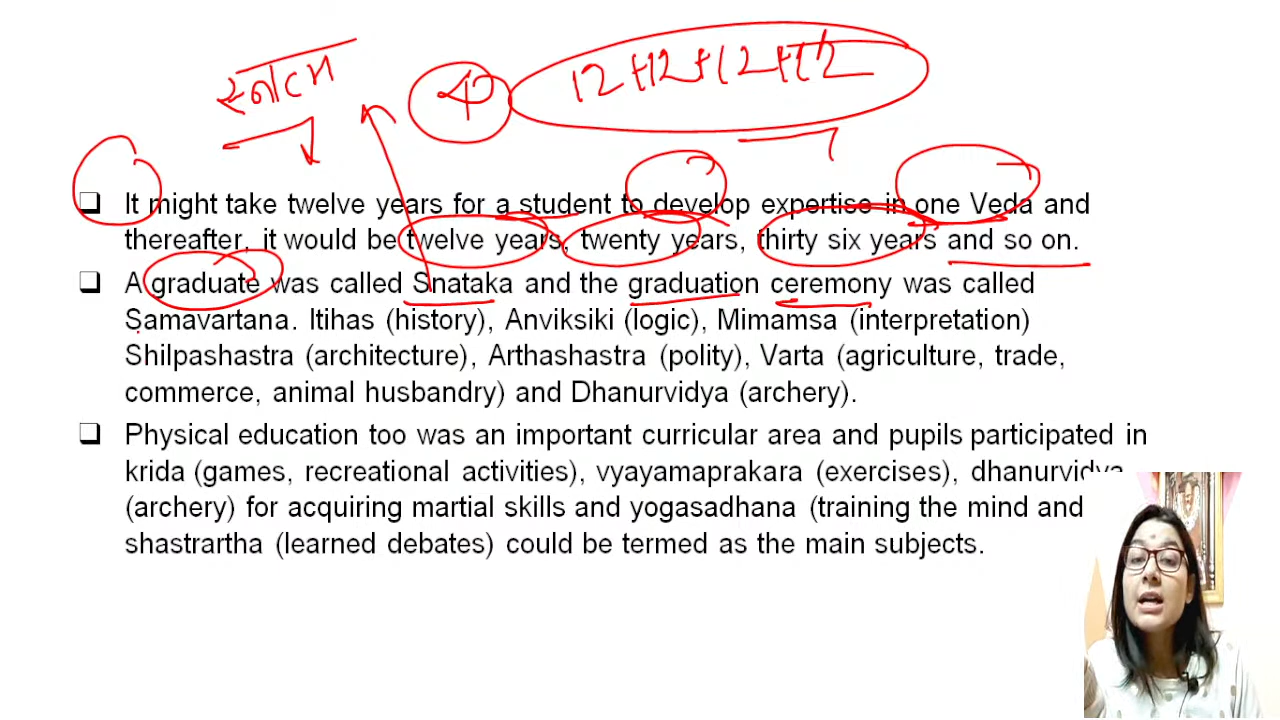 12+12+12+12
❑ It might take twelve years for a student to develop expertise in one Veda and
thereafter, it would be twelve years, twenty years, thirty six years and so on.
❑ A graduate was called Snataka and the graduation ceremony was called
Samavartana. Itihas (history), Anviksiki (logic), Mimamsa (interpretation)
Shilpashastra (architecture), Arthashastra (polity), Varta (agriculture, trade,
commerce, animal husbandry) and Dhanurvidya (archery).
❑ Physical education too was an important curricular area and pupils participated in
krida (games, recreational activities), vyayamaprakara (exercises), dhanurvidya
(archery) for acquiring martial skills and yogasadhana (training the mind and
shastrartha (learned debates) could be termed as the main subjects.